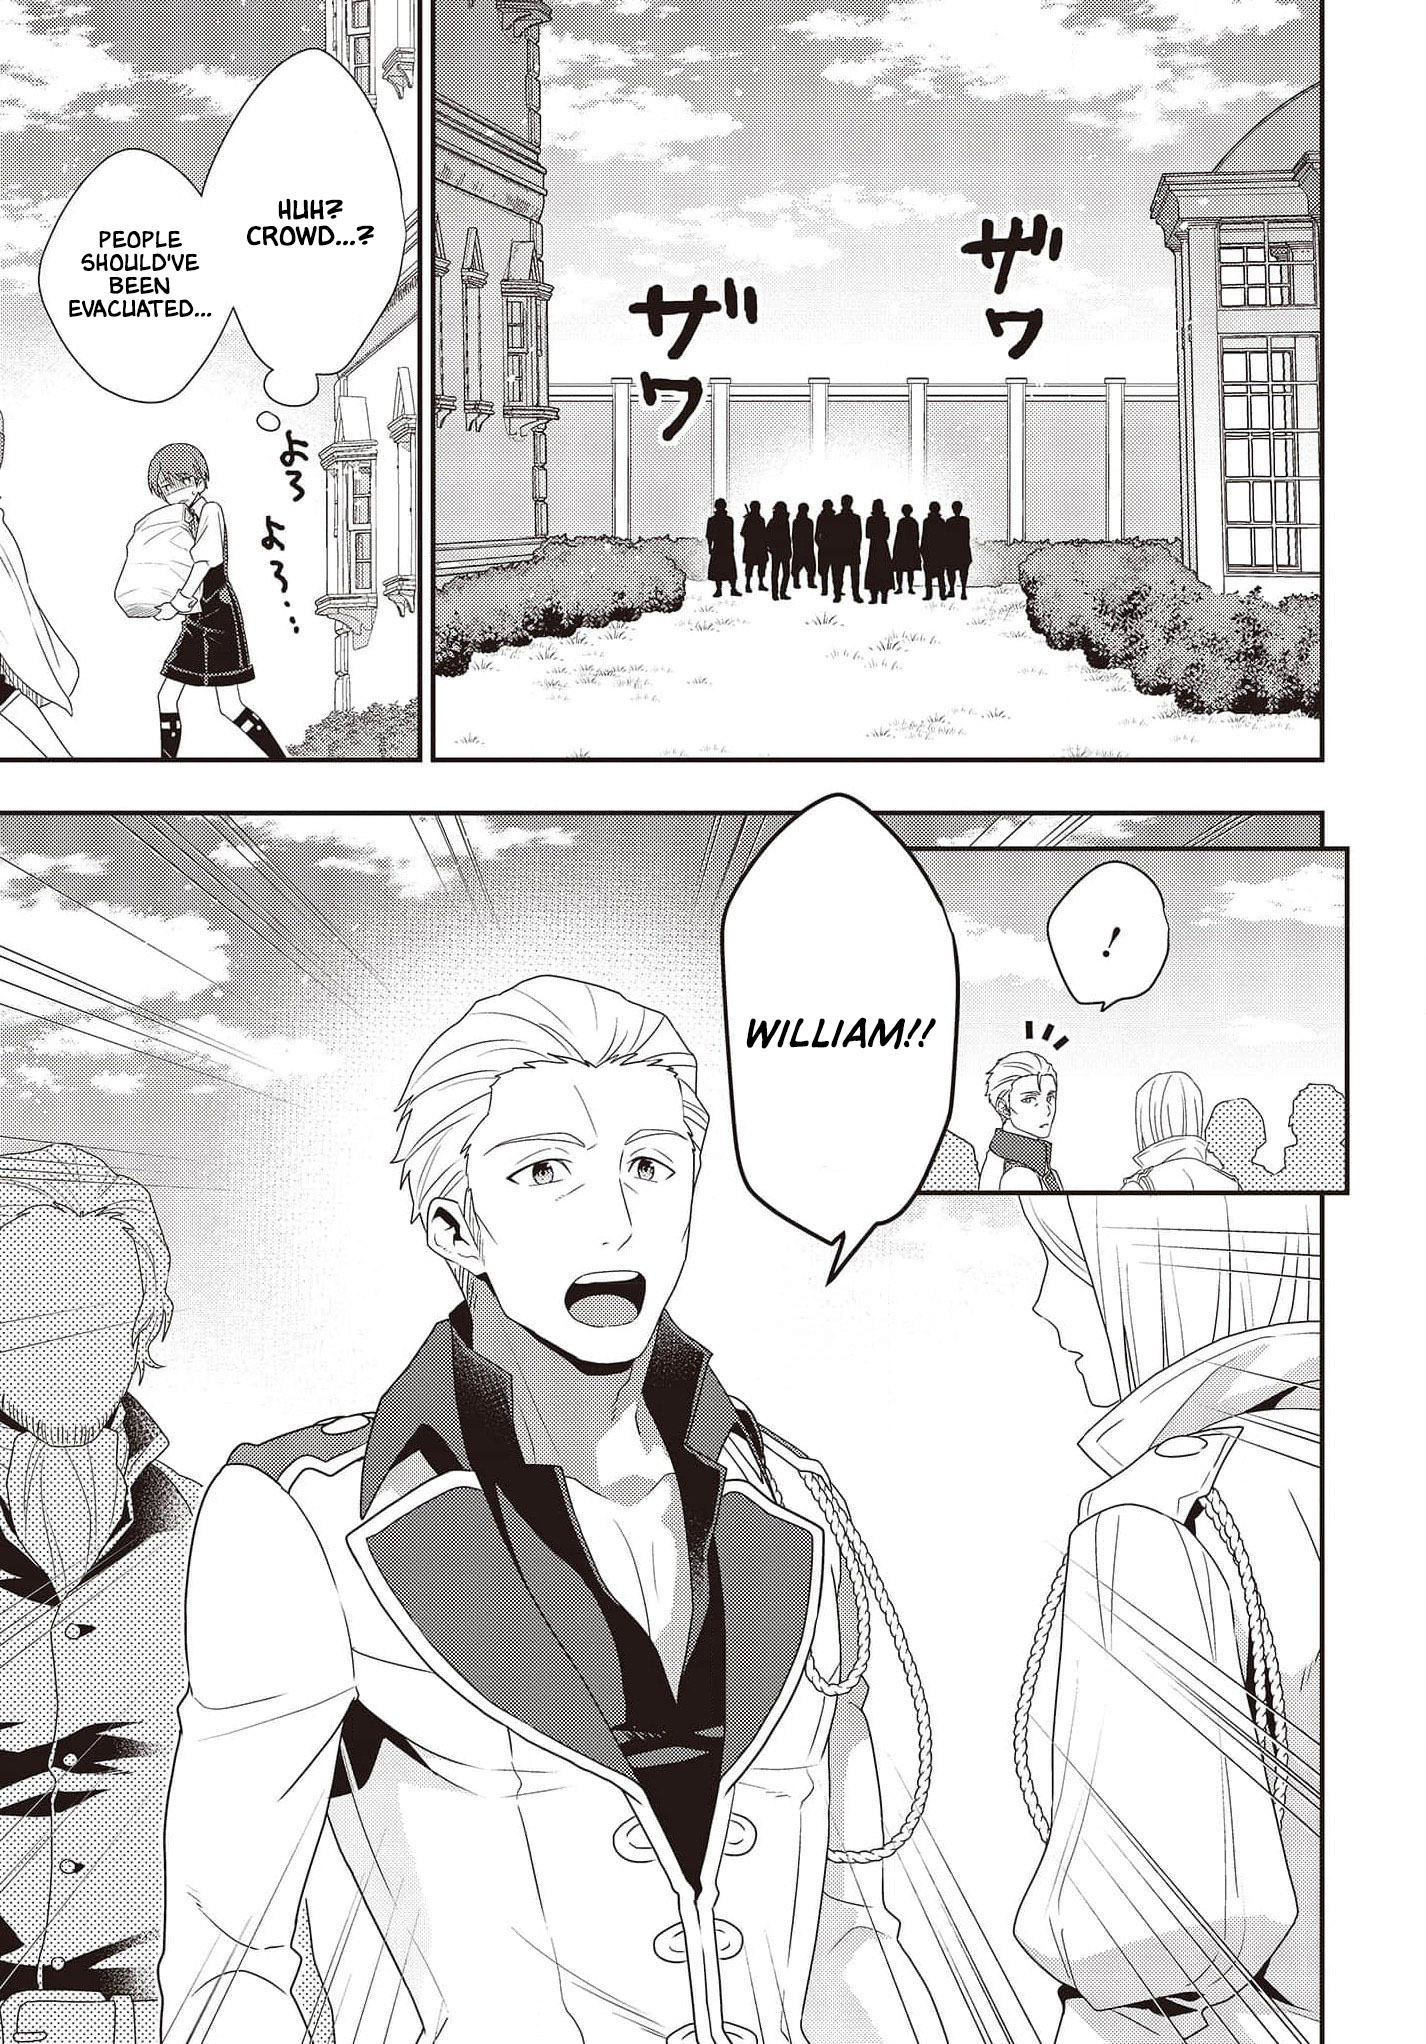 ザワ
ザワ
HUH?
CROWD...?
PEOPLE
SHOULD'VE
BEEN
EVACUATED...
よろ
よろ...
!
WILLIAM!!